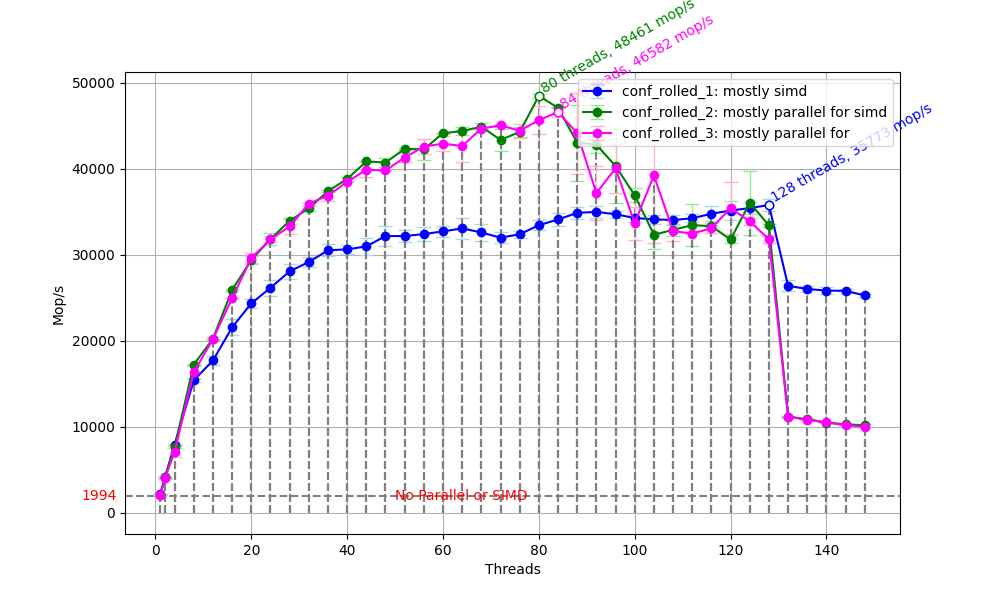 80 threads, 48461 mop/s
threads, 46582 mop/s
128 threads, 35773 mop/s
conf_rolled_1: mostly simd
conf_rolled_2: mostly parallel for simd
conf_rolled_3: mostly parallel for
50000
40000
30000
20000
10000
1994
0
No Parallel or SIMD
Mop/s
0 20 40 60 80 100 120 140
Threads